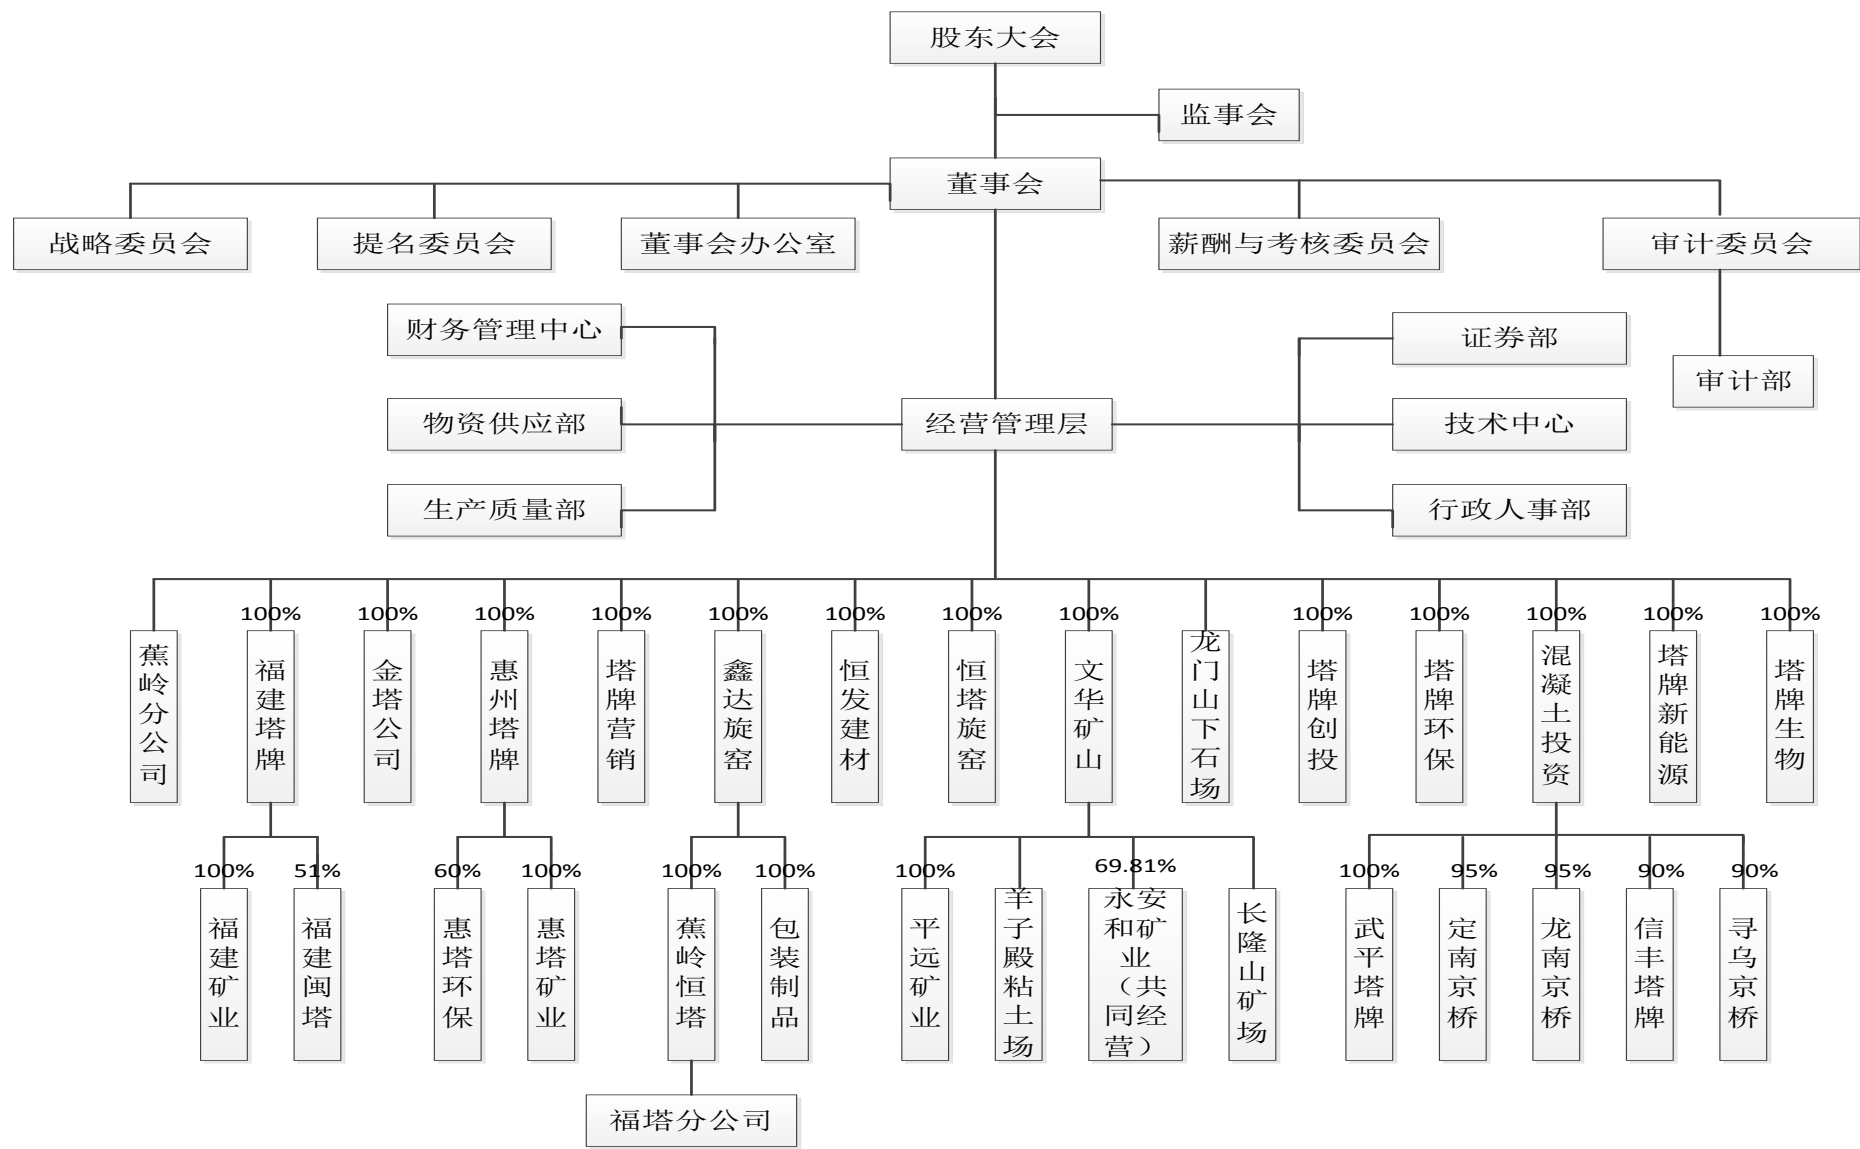 股东大会
监事会
董事会
战略委员会
提名委员会
董事会办公室
薪酬与考核委员会
审计委员会
财务管理中心
证券部
审计部
物资供应部
经营管理层
技术中心
生产质量部
行政人事部
100%
100%
100%
100%
100%
100%
100%
100%
100%
100%
100%
100%
100%
蕉岭分公司
福建塔牌
金塔公司
惠州塔牌
塔牌营销
鑫达旋窑
恒发建材
恒塔旋窑
文华矿山
龙门山下石场
塔牌创投
塔牌环保
混凝土投资
塔牌新能源
塔牌生物
100%
51%
60%
100%
100%
100%
100%
69.81%
100%
95%
95%
90%
90%
福建矿业
福建闽塔
惠塔环保
惠塔矿业
蕉岭恒塔
包装制品
平远矿业
羊子殿粘土场
永安
和矿
业
（共
同经
营）
长隆山矿场
武平塔牌
定南京桥
龙南京桥
信丰塔牌
寻乌京桥
福塔分公司